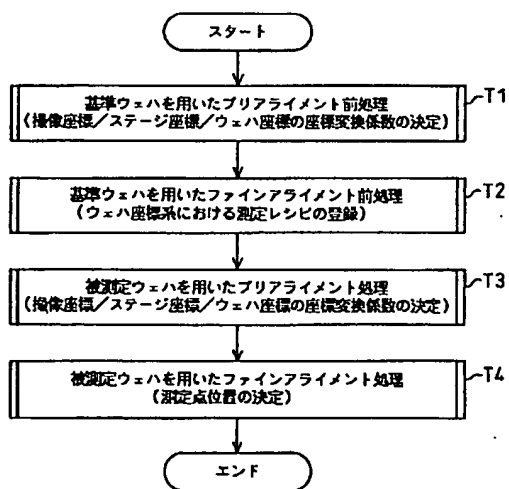 スタート
基準ウェハを用いたプリアライメント前処理
(撮像座標/ステージ座標/ウェハ座標の座標変換係数の決定)
T1
基準ウェハを用いたファインアライメント前処理
(ウェハ座標系における測定レシピの登録)
T2
被測定ウェハを用いたプリアライメント処理
(撮像座標/ステージ座標/ウェハ座標の座標変換係数の決定)
T3
被測定ウェハを用いたファインアライメント処理
(測定点位置の決定)
T4
エンド